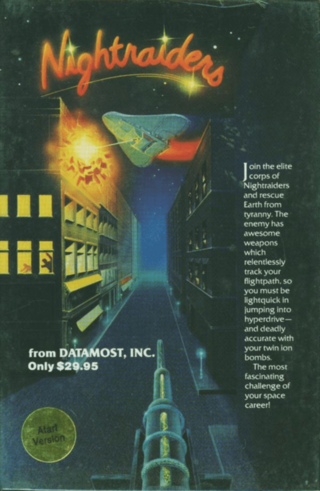 Nightraiders
Join the elite
corps of
Nightraiders
and rescue
Earth from
tyranny. The
enemy has
awesome
weapons
which
relentlessly
track your
flightpath, so
you must be
lightquick in
jumping into
hyperdrive—
and deadly
accurate with
your twin ion
bombs.
The most
fascinating
challenge of
your space
career!
from DATAMOST, INC.
Only $29.95
Atari
Version